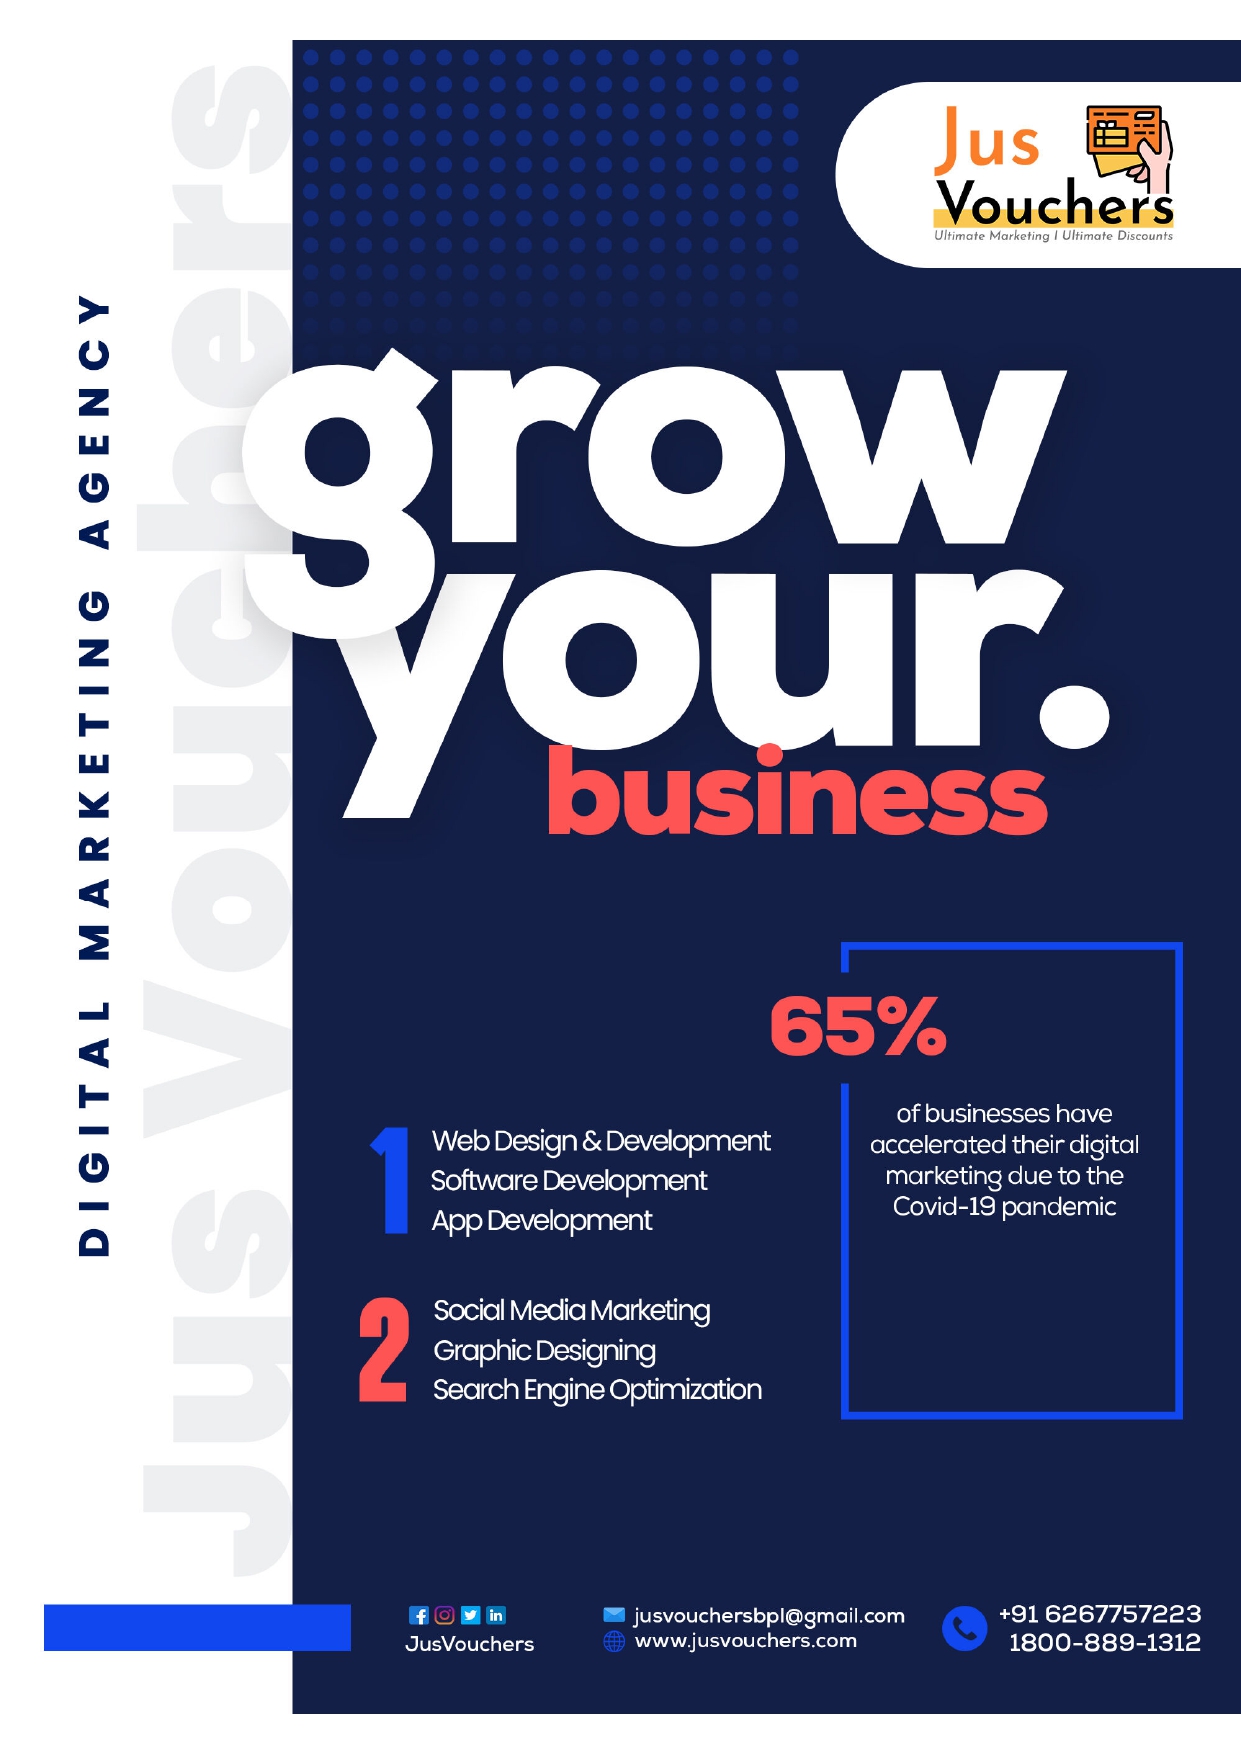 Jus
Vouchers
Ultimate Marketing | Ultimate Discounts
DIGITAL MARKETING AGENCY
Jus Vouchers
grow
your.
business
65%
of businesses have
accelerated their digital
marketing due to the
Covid-19 pandemic
1
Web Design & Development
Software Development
App Development
2
Social Media Marketing
Graphic Designing
Search Engine Optimization
JusVouchers
jusvouchersbpl@gmail.com
www.jusvouchers.com
+91 6267757223
1800-889-1312